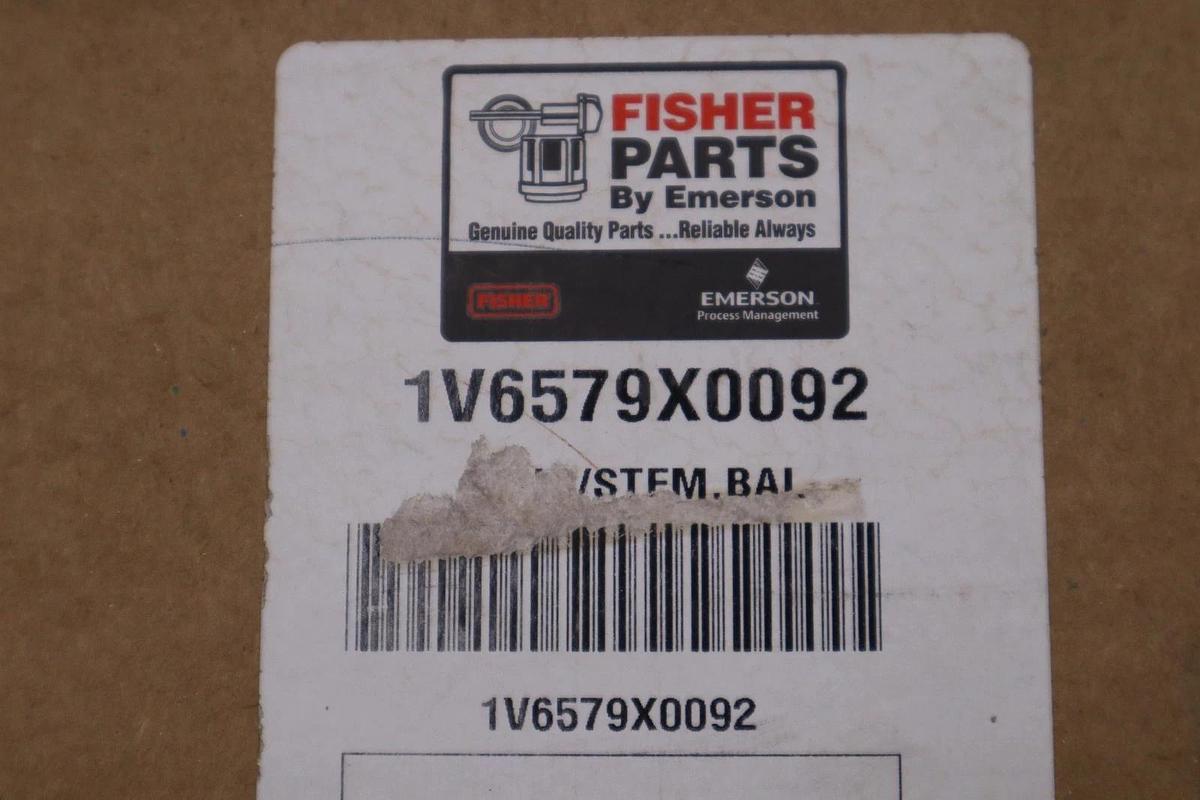 FISHER
PARTS
By Emerson
Genuine Quality Parts ...Reliable Always
FISHER
EMERSON
Process Management
1V6579X0092
/STEM,BAL
1V6579X0092